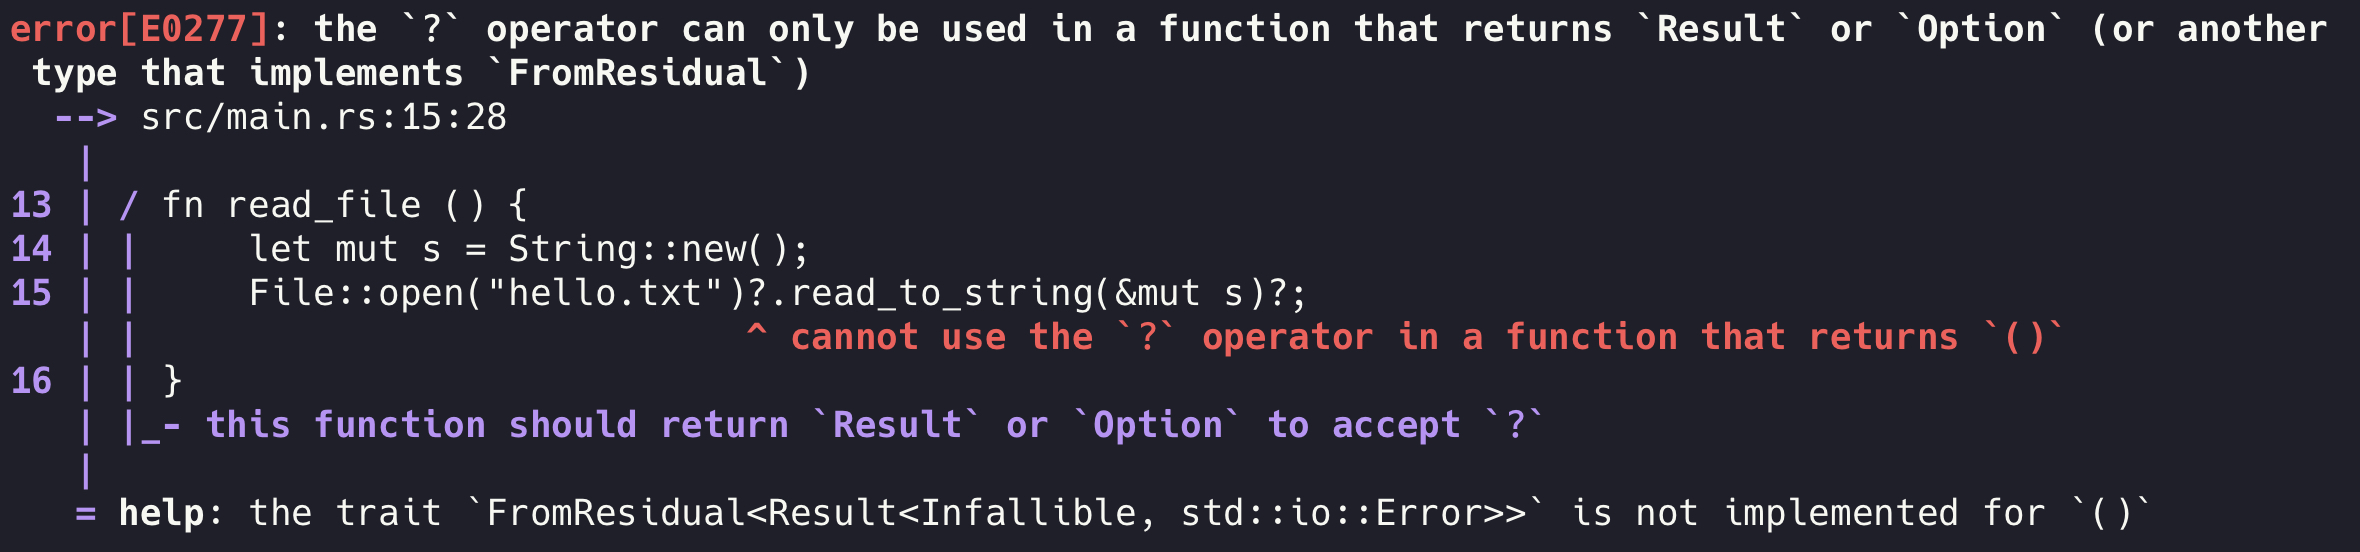 error[E0277]: the `?` operator can only be used in a function that returns `Result` or `Option` (or another
 type that implements `FromResidual`)
  --> src/main.rs:15:28
   |
13 | / fn read_file () {
14 | |     let mut s = String::new();
15 | |     File::open("hello.txt")?.read_to_string(&mut s)?;
   | |                            ^ cannot use the `?` operator in a function that returns `()`
16 | | }
   | |_- this function should return `Result` or `Option` to accept `?`
   |
   = help: the trait `FromResidual<Result<Infallible, std::io::Error>>` is not implemented for `()`